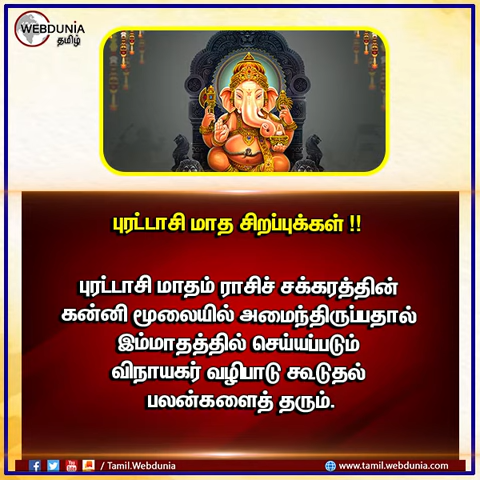 WEBDUNIA
தமிழ்
புரட்டாசி மாத சிறப்புக்கள் !!
புரட்டாசி மாதம் ராசிச் சக்கரத்தின்
கன்னி மூலையில் அமைந்திருப்பதால்
இம்மாதத்தில் செய்யப்படும்
விநாயகர் வழிபாடு கூடுதல்
பலன்களைத் தரும்.
/ Tamil.Webdunia www.tamil.webdunia.com